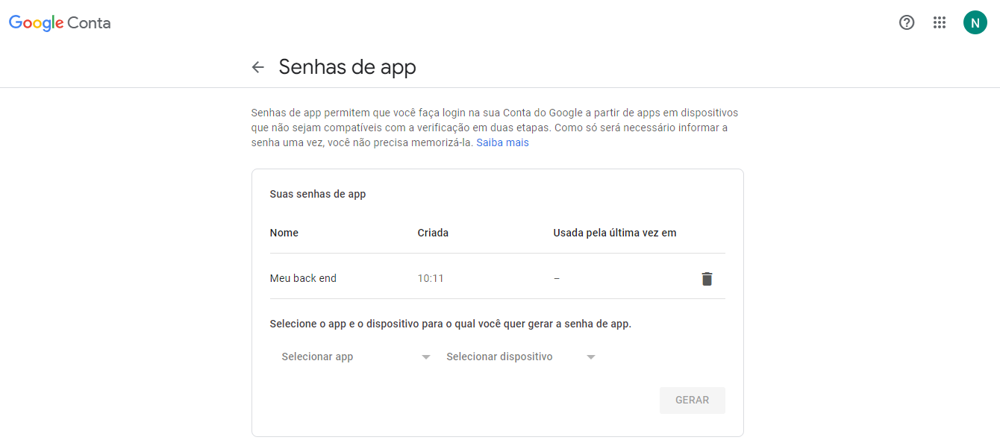 Google Conta
N
Senhas de app
Senhas de app permitem que você faça login na sua Conta do Google a partir de apps em dispositivos
que não sejam compatíveis com a verificação em duas etapas. Como só será necessário informar a
senha uma vez, você não precisa memorizá-la. Saiba mais
Suas senhas de app
Nome Criada Usada pela última vez em
Meu back end 10:11 –
Selecione o app e o dispositivo para o qual você quer gerar a senha de app.
Selecionar app Selecionar dispositivo
GERAR